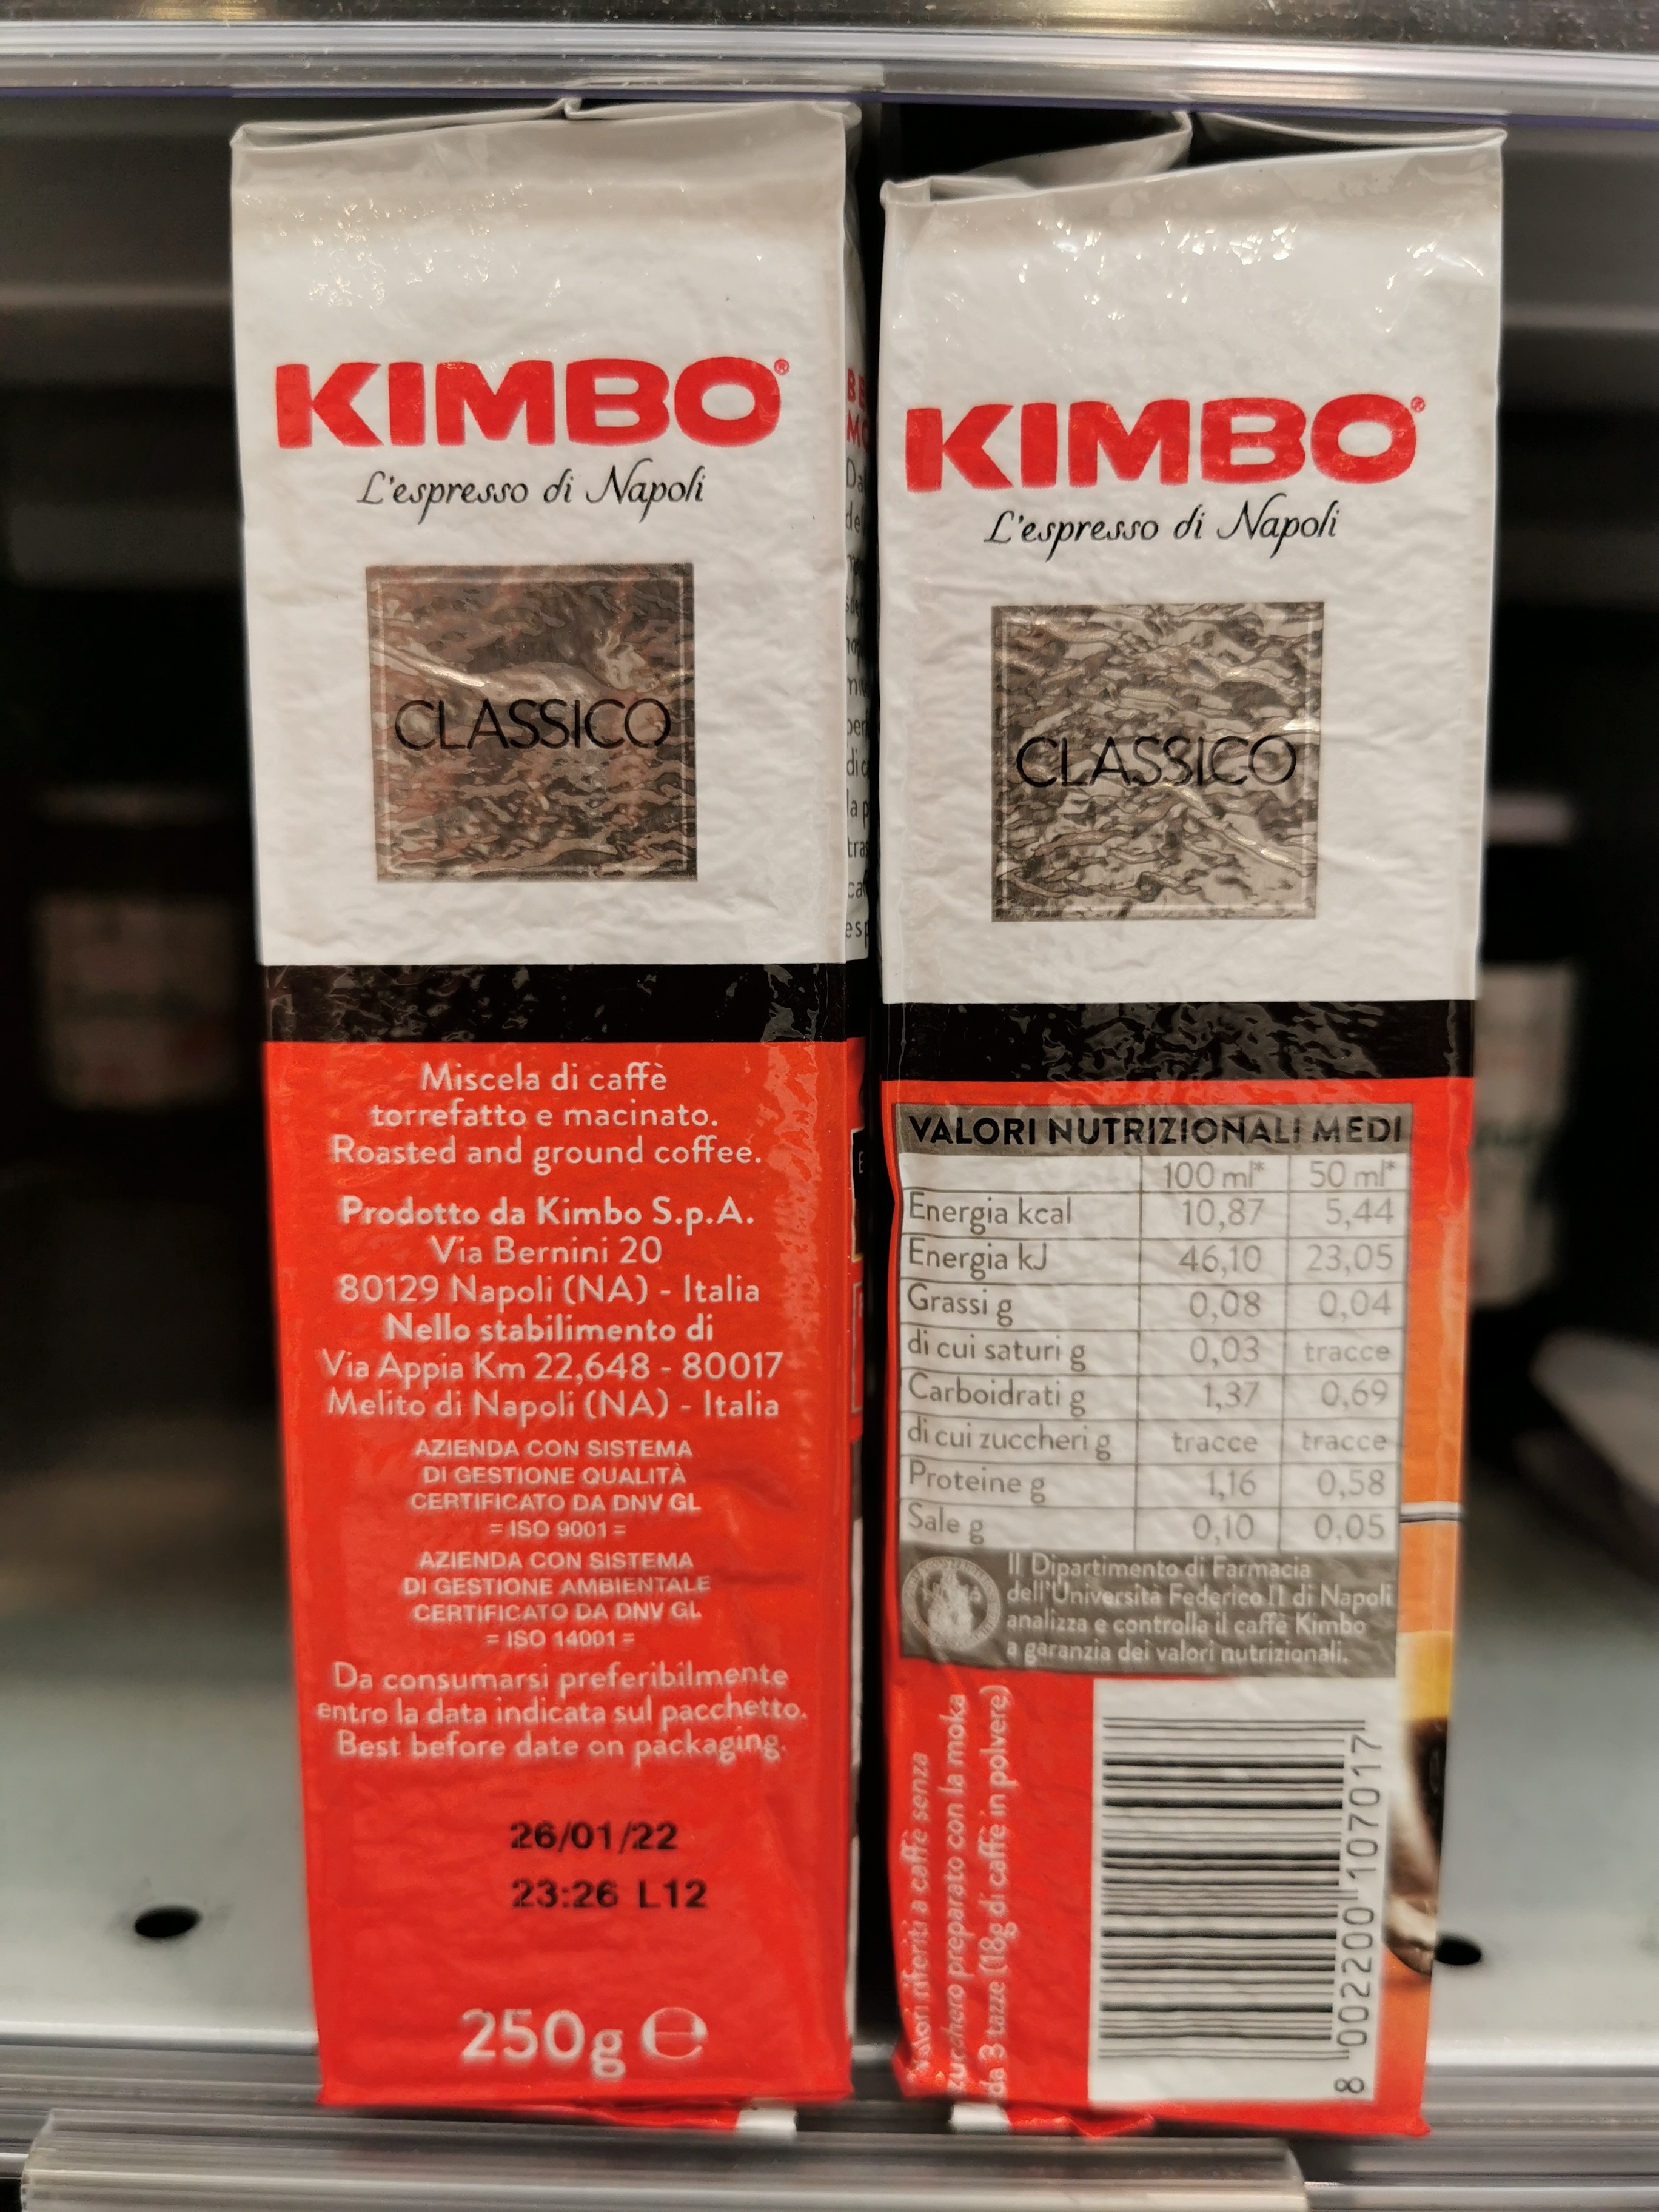 KIMBO®
L'espresso di Napoli
CLASSICO
Miscela di caffè
torrefatto e macinato.
Roasted and ground coffee.
Prodotto da Kimbo S.p.A.
Via Bernini 20
80129 Napoli (NA) - Italia
Nello stabilimento di
Via Appia Km 22,648 - 80017
Melito di Napoli (NA) - Italia
AZIENDA CON SISTEMA
DI GESTIONE QUALITÀ
CERTIFICATO DA DNV GL
= ISO 9001 =
AZIENDA CON SISTEMA
DI GESTIONE AMBIENTALE
CERTIFICATO DA DNV GL
= ISO 14001 =
Da consumarsi preferibilmente
entro la data indicata sul pacchetto.
Best before date on packaging.
26/01/22
23:26 L12
250g ℮
KIMBO®
L'espresso di Napoli
CLASSICO
VALORI NUTRIZIONALI MEDI
100 ml* 50 ml*
Energia kcal 10,87 5,44
Energia kJ 46,10 23,05
Grassi g 0,08 0,04
di cui saturi g 0,03 tracce
Carboidrati g 1,37 0,69
di cui zuccheri g tracce tracce
Proteine g 1,16 0,58
Sale g 0,10 0,05
Il Dipartimento di Farmacia
dell'Università Federico II di Napoli
analizza e controlla il caffè Kimbo
a garanzia dei valori nutrizionali.
Valori riferiti a caffè senza
zucchero preparato con la moka
da 3 tazze (18g di caffè in polvere)
8 002200 107017